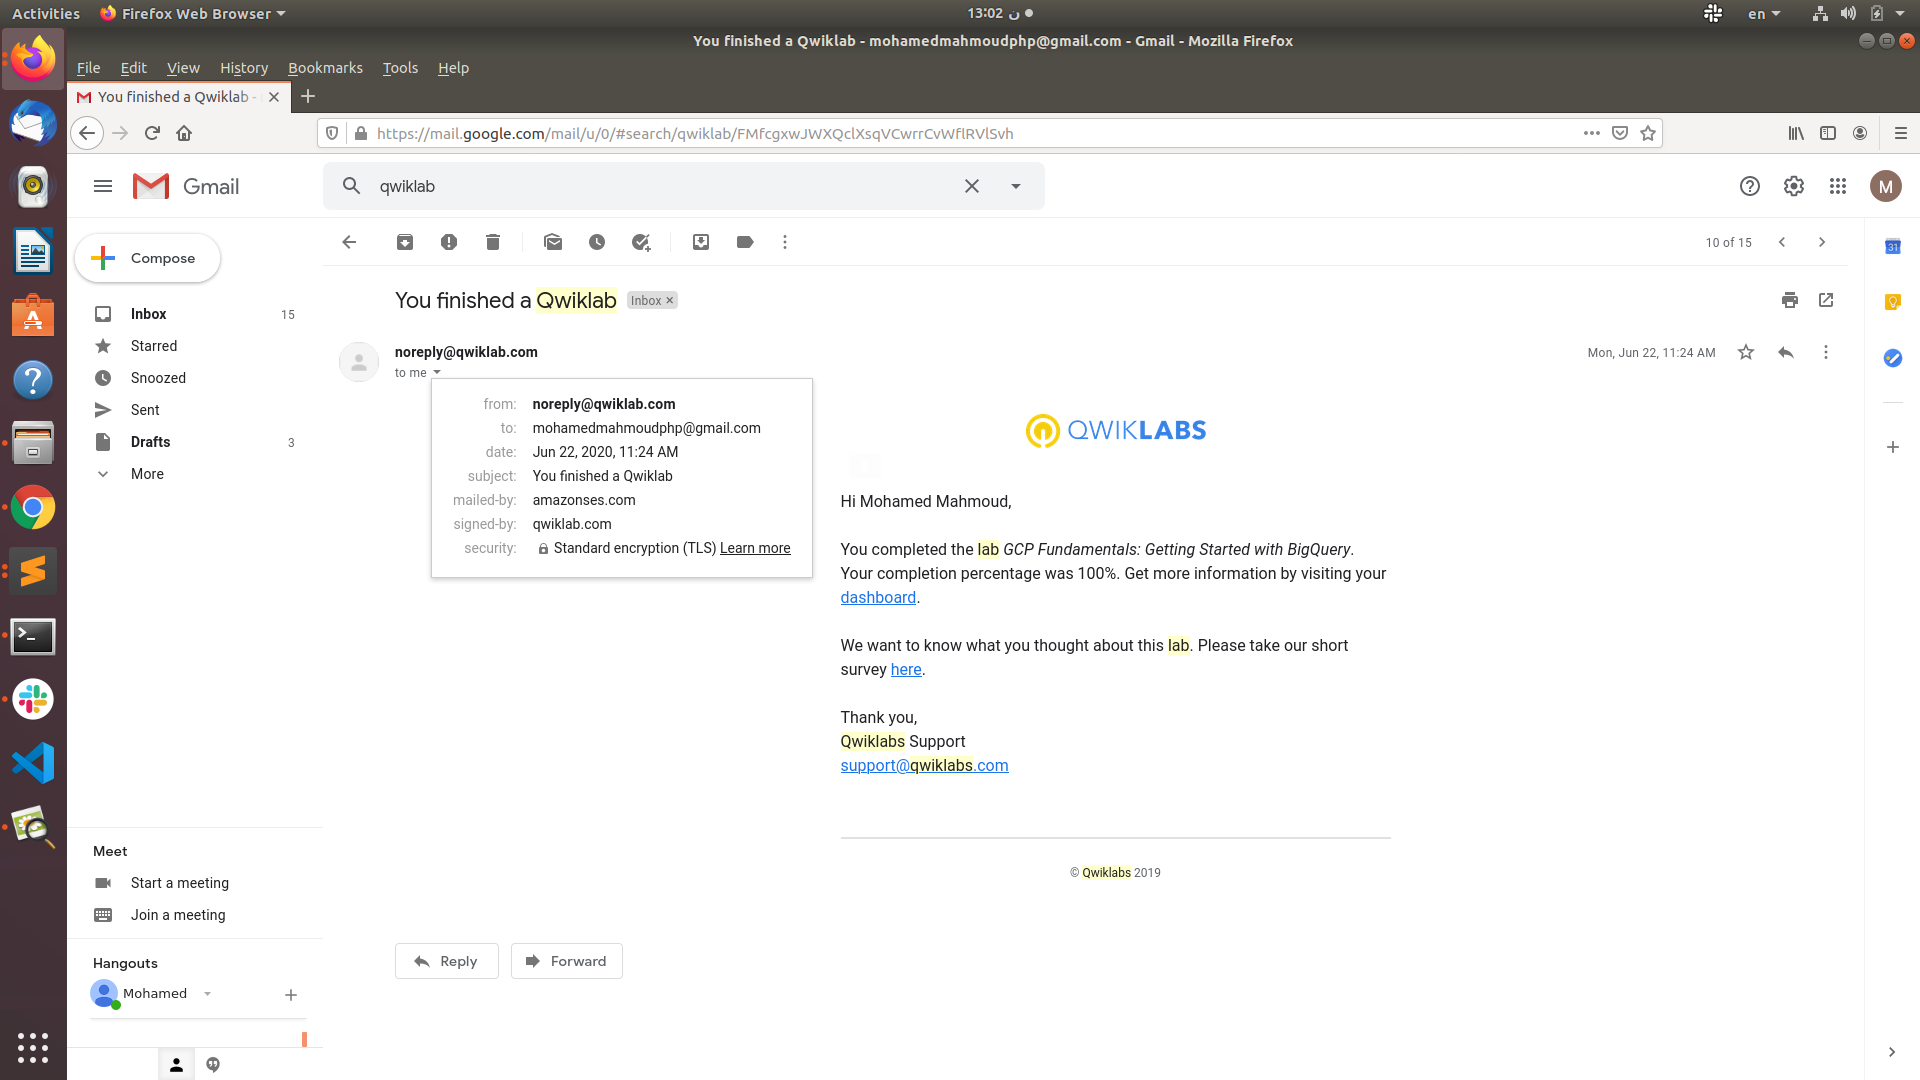 Activities Firefox Web Browser 13:02 ن en
You finished a Qwiklab - mohamedmahmoudphp@gmail.com - Gmail - Mozilla Firefox
File Edit View History Bookmarks Tools Help
You finished a Qwiklab -
https://mail.google.com/mail/u/0/#search/qwiklab/FMfcgxwJWXQclXsqVCwrrCvWflRVlSvh
Gmail
qwiklab
M
Compose
10 of 15
31
Inbox 15
Starred
Snoozed
Sent
Drafts 3
More
You finished a Qwiklab Inbox ×
noreply@qwiklab.com
Mon, Jun 22, 11:24 AM
to me
from: noreply@qwiklab.com
to: mohamedmahmoudphp@gmail.com
date: Jun 22, 2020, 11:24 AM
subject: You finished a Qwiklab
mailed-by: amazonses.com
signed-by: qwiklab.com
security: Standard encryption (TLS) Learn more
QWIKLABS
Hi Mohamed Mahmoud,
You completed the lab GCP Fundamentals: Getting Started with BigQuery.
Your completion percentage was 100%. Get more information by visiting your
dashboard.
We want to know what you thought about this lab. Please take our short
survey here.
Thank you,
Qwiklabs Support
support@qwiklabs.com
© Qwiklabs 2019
Reply Forward
Meet
Start a meeting
Join a meeting
Hangouts
Mohamed